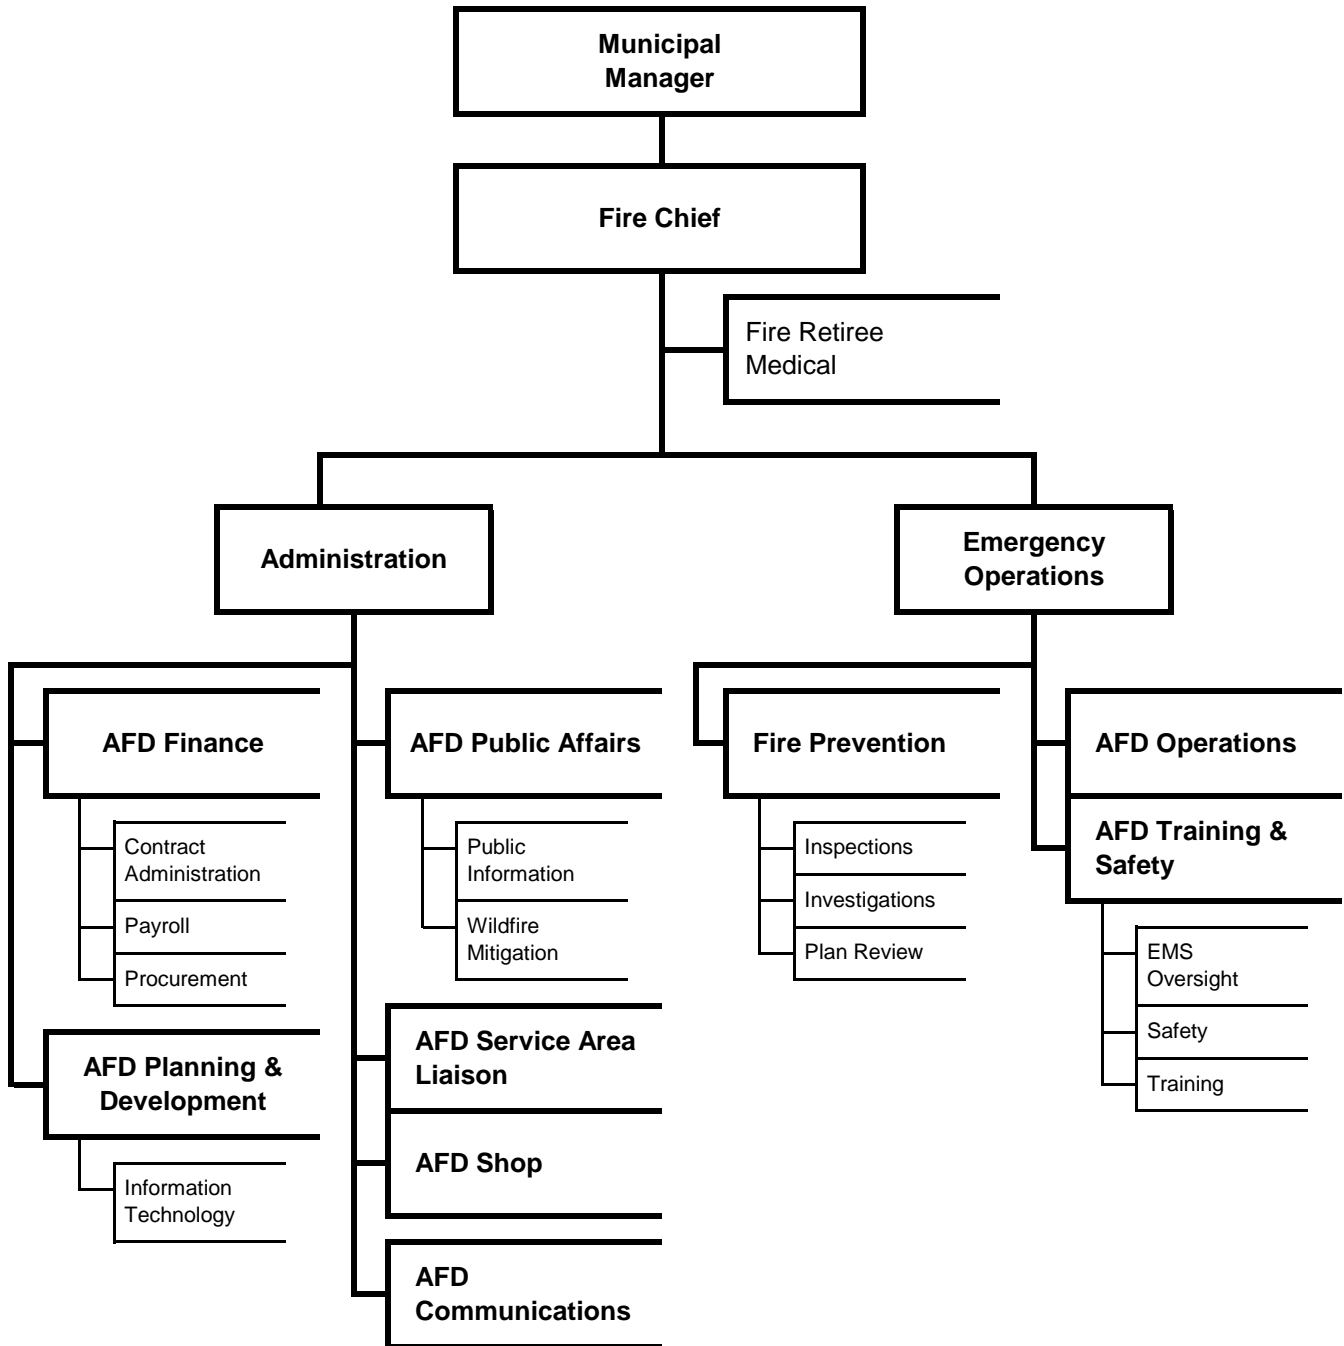 Municipal
Manager
Fire Chief
Fire Retiree
Medical
Administration
Emergency
Operations
AFD Finance
Contract
Administration
Payroll
Procurement
AFD Planning &
Development
Information
Technology
AFD Public Affairs
Public
Information
Wildfire
Mitigation
AFD Service Area
Liaison
AFD Shop
AFD
Communications
Fire Prevention
Inspections
Investigations
Plan Review
AFD Operations
AFD Training &
Safety
EMS
Oversight
Safety
Training